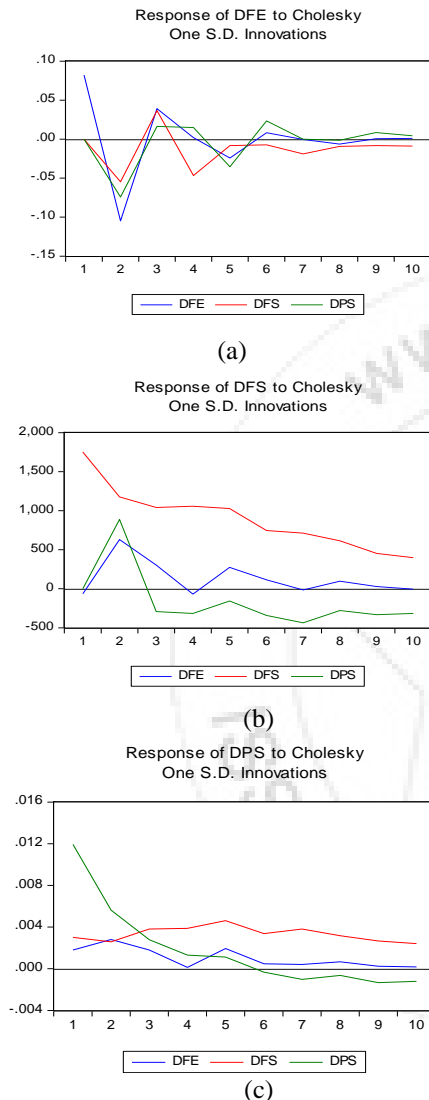 Response of DFE to Cholesky
One S.D. Innovations
.10
.05
.00
-.05
-.10
-.15
1 2 3 4 5 6 7 8 9 10
DFE DFS DPS
(a)
Response of DFS to Cholesky
One S.D. Innovations
2,000
1,500
1,000
500
0
-500
1 2 3 4 5 6 7 8 9 10
DFE DFS DPS
(b)
Response of DPS to Cholesky
One S.D. Innovations
.016
.012
.008
.004
.000
-.004
1 2 3 4 5 6 7 8 9 10
DFE DFS DPS
(c)